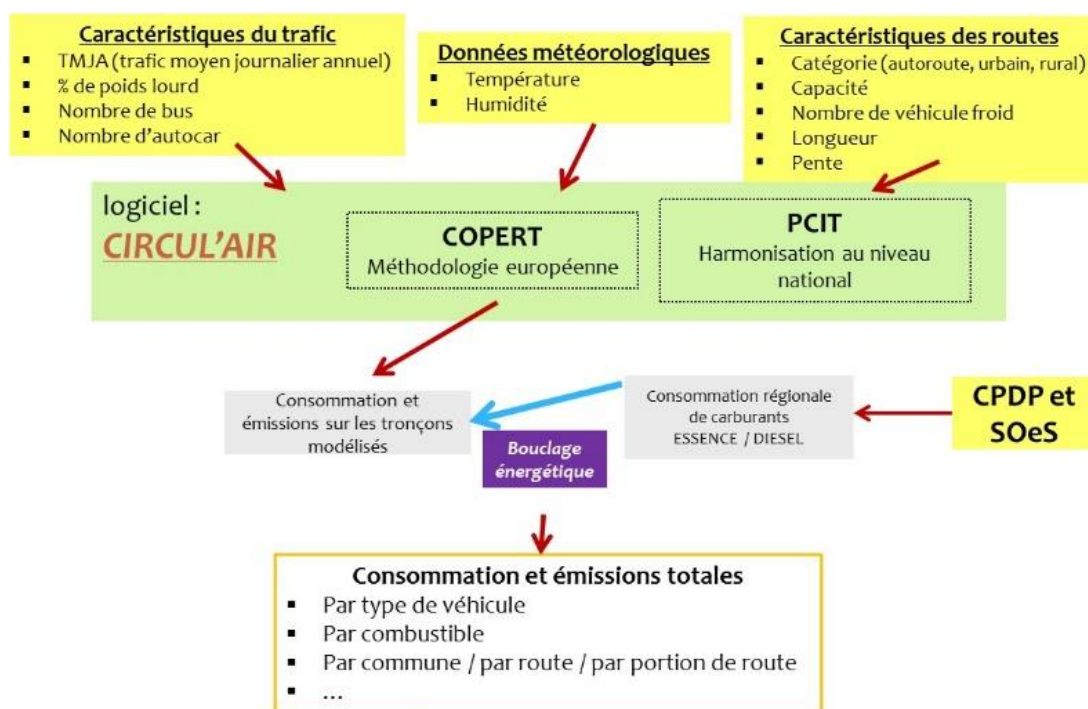 Caractéristiques du trafic
▪ TMJA (trafic moyen journalier annuel)
▪ % de poids lourd
▪ Nombre de bus
▪ Nombre d'autocar
Données météorologiques
▪ Température
▪ Humidité
Caractéristiques des routes
▪ Catégorie (autoroute, urbain, rural)
▪ Capacité
▪ Nombre de véhicule froid
▪ Longueur
▪ Pente
logiciel :
CIRCUL'AIR
COPERT
Méthodologie européenne
PCIT
Harmonisation au niveau
national
Consommation et
émissions sur les tronçons
modélisés
Bouclage
énergétique
Consommation régionale
de carburants
ESSENCE / DIESEL
CPDP et
SOeS
Consommation et émissions totales
▪ Par type de véhicule
▪ Par combustible
▪ Par commune / par route / par portion de route
▪ ...